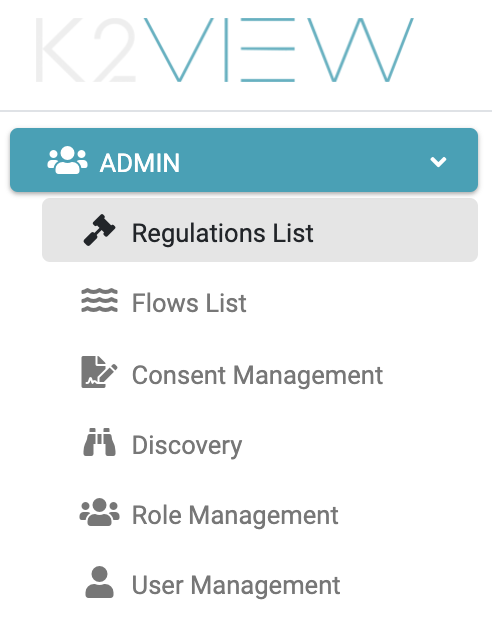 K2VIEW
ADMIN
Regulations List
Flows List
Consent Management
Discovery
Role Management
User Management